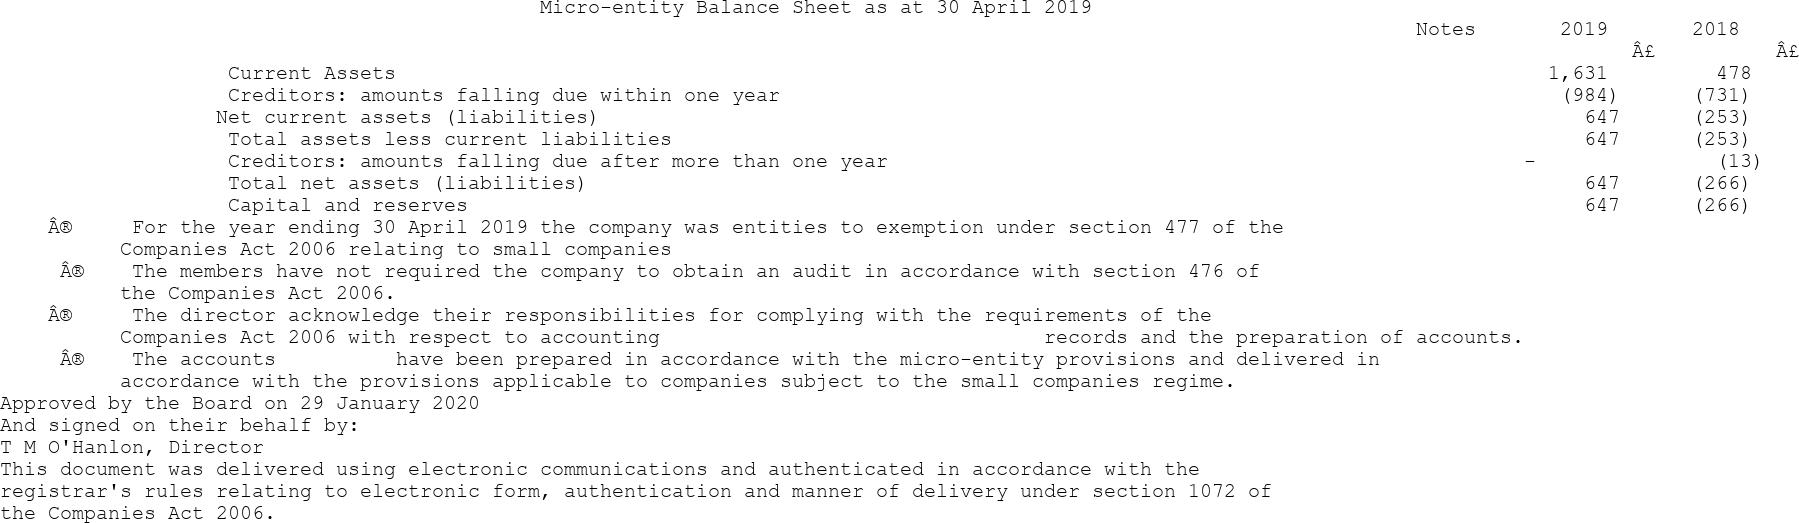 Micro-entity Balance Sheet as at 30 April 2019
Notes 2019 2018
Â£ Â£
Current Assets 1,631 478
Creditors: amounts falling due within one year (984) (731)
Net current assets (liabilities) 647 (253)
Total assets less current liabilities 647 (253)
Creditors: amounts falling due after more than one year - (13)
Total net assets (liabilities) 647 (266)
Capital and reserves 647 (266)
Â® For the year ending 30 April 2019 the company was entities to exemption under section 477 of the
Companies Act 2006 relating to small companies
Â® The members have not required the company to obtain an audit in accordance with section 476 of
the Companies Act 2006.
Â® The director acknowledge their responsibilities for complying with the requirements of the
Companies Act 2006 with respect to accounting records and the preparation of accounts.
Â® The accounts have been prepared in accordance with the micro-entity provisions and delivered in
accordance with the provisions applicable to companies subject to the small companies regime.
Approved by the Board on 29 January 2020
And signed on their behalf by:
T M O'Hanlon, Director
This document was delivered using electronic communications and authenticated in accordance with the
registrar's rules relating to electronic form, authentication and manner of delivery under section 1072 of
the Companies Act 2006.